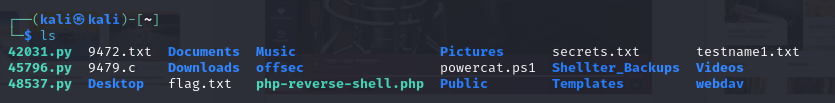 ┌──(kali㉿kali)-[~]
└─$ ls
42031.py  9472.txt  Documents  Music                  Pictures      secrets.txt        testname1.txt
45796.py  9479.c    Downloads  offsec                 powercat.ps1  Shellter_Backups  Videos
48537.py  Desktop   flag.txt   php-reverse-shell.php  Public        Templates          webdav